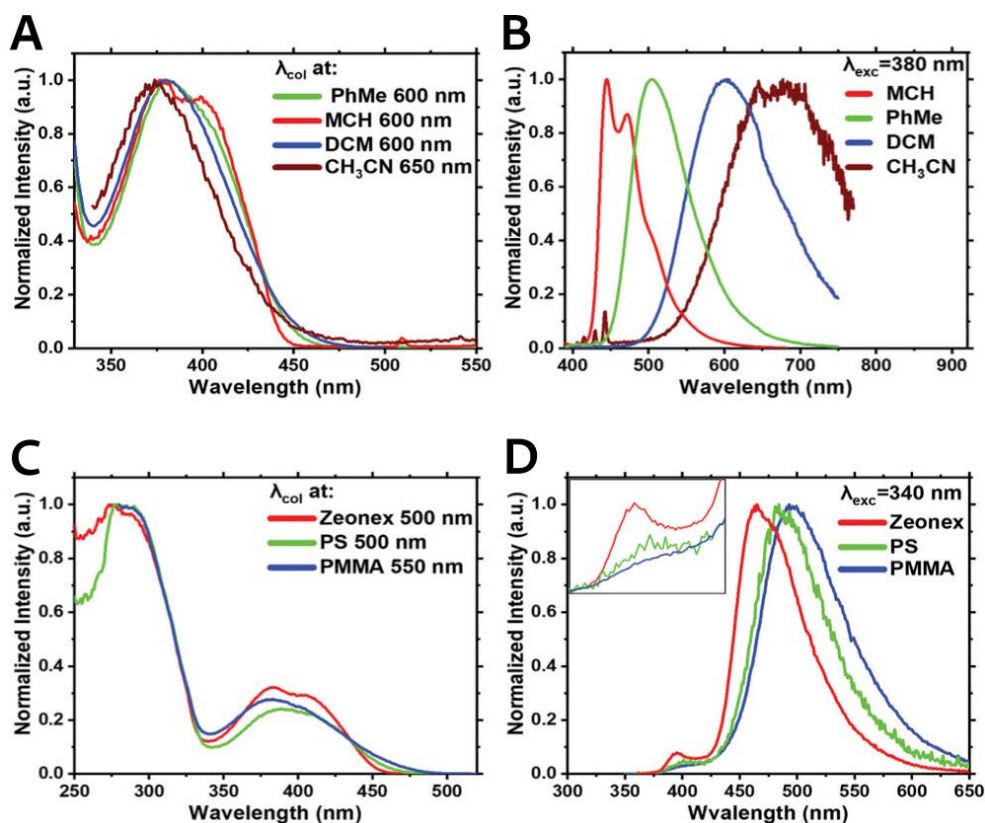 A
λcol at:
PhMe 600 nm
MCH 600 nm
DCM 600 nm
CH₃CN 650 nm
Normalized Intensity (a.u.)
1.0
0.8
0.6
0.4
0.2
0.0
350 400 450 500 550
Wavelength (nm)
B
λexc=380 nm
MCH
PhMe
DCM
CH₃CN
Normalized Intensity (a.u.)
1.0
0.8
0.6
0.4
0.2
0.0
400 500 600 700 800 900
Wavelength (nm)
C
λcol at:
Zeonex 500 nm
PS 500 nm
PMMA 550 nm
Normalized Intensity (a.u.)
1.0
0.8
0.6
0.4
0.2
0.0
250 300 350 400 450 500
Wavelength (nm)
D
λexc=340 nm
Zeonex
PS
PMMA
Normalized Intensity (a.u.)
1.0
0.8
0.6
0.4
0.2
0.0
300 350 400 450 500 550 600 650
Wavelength (nm)